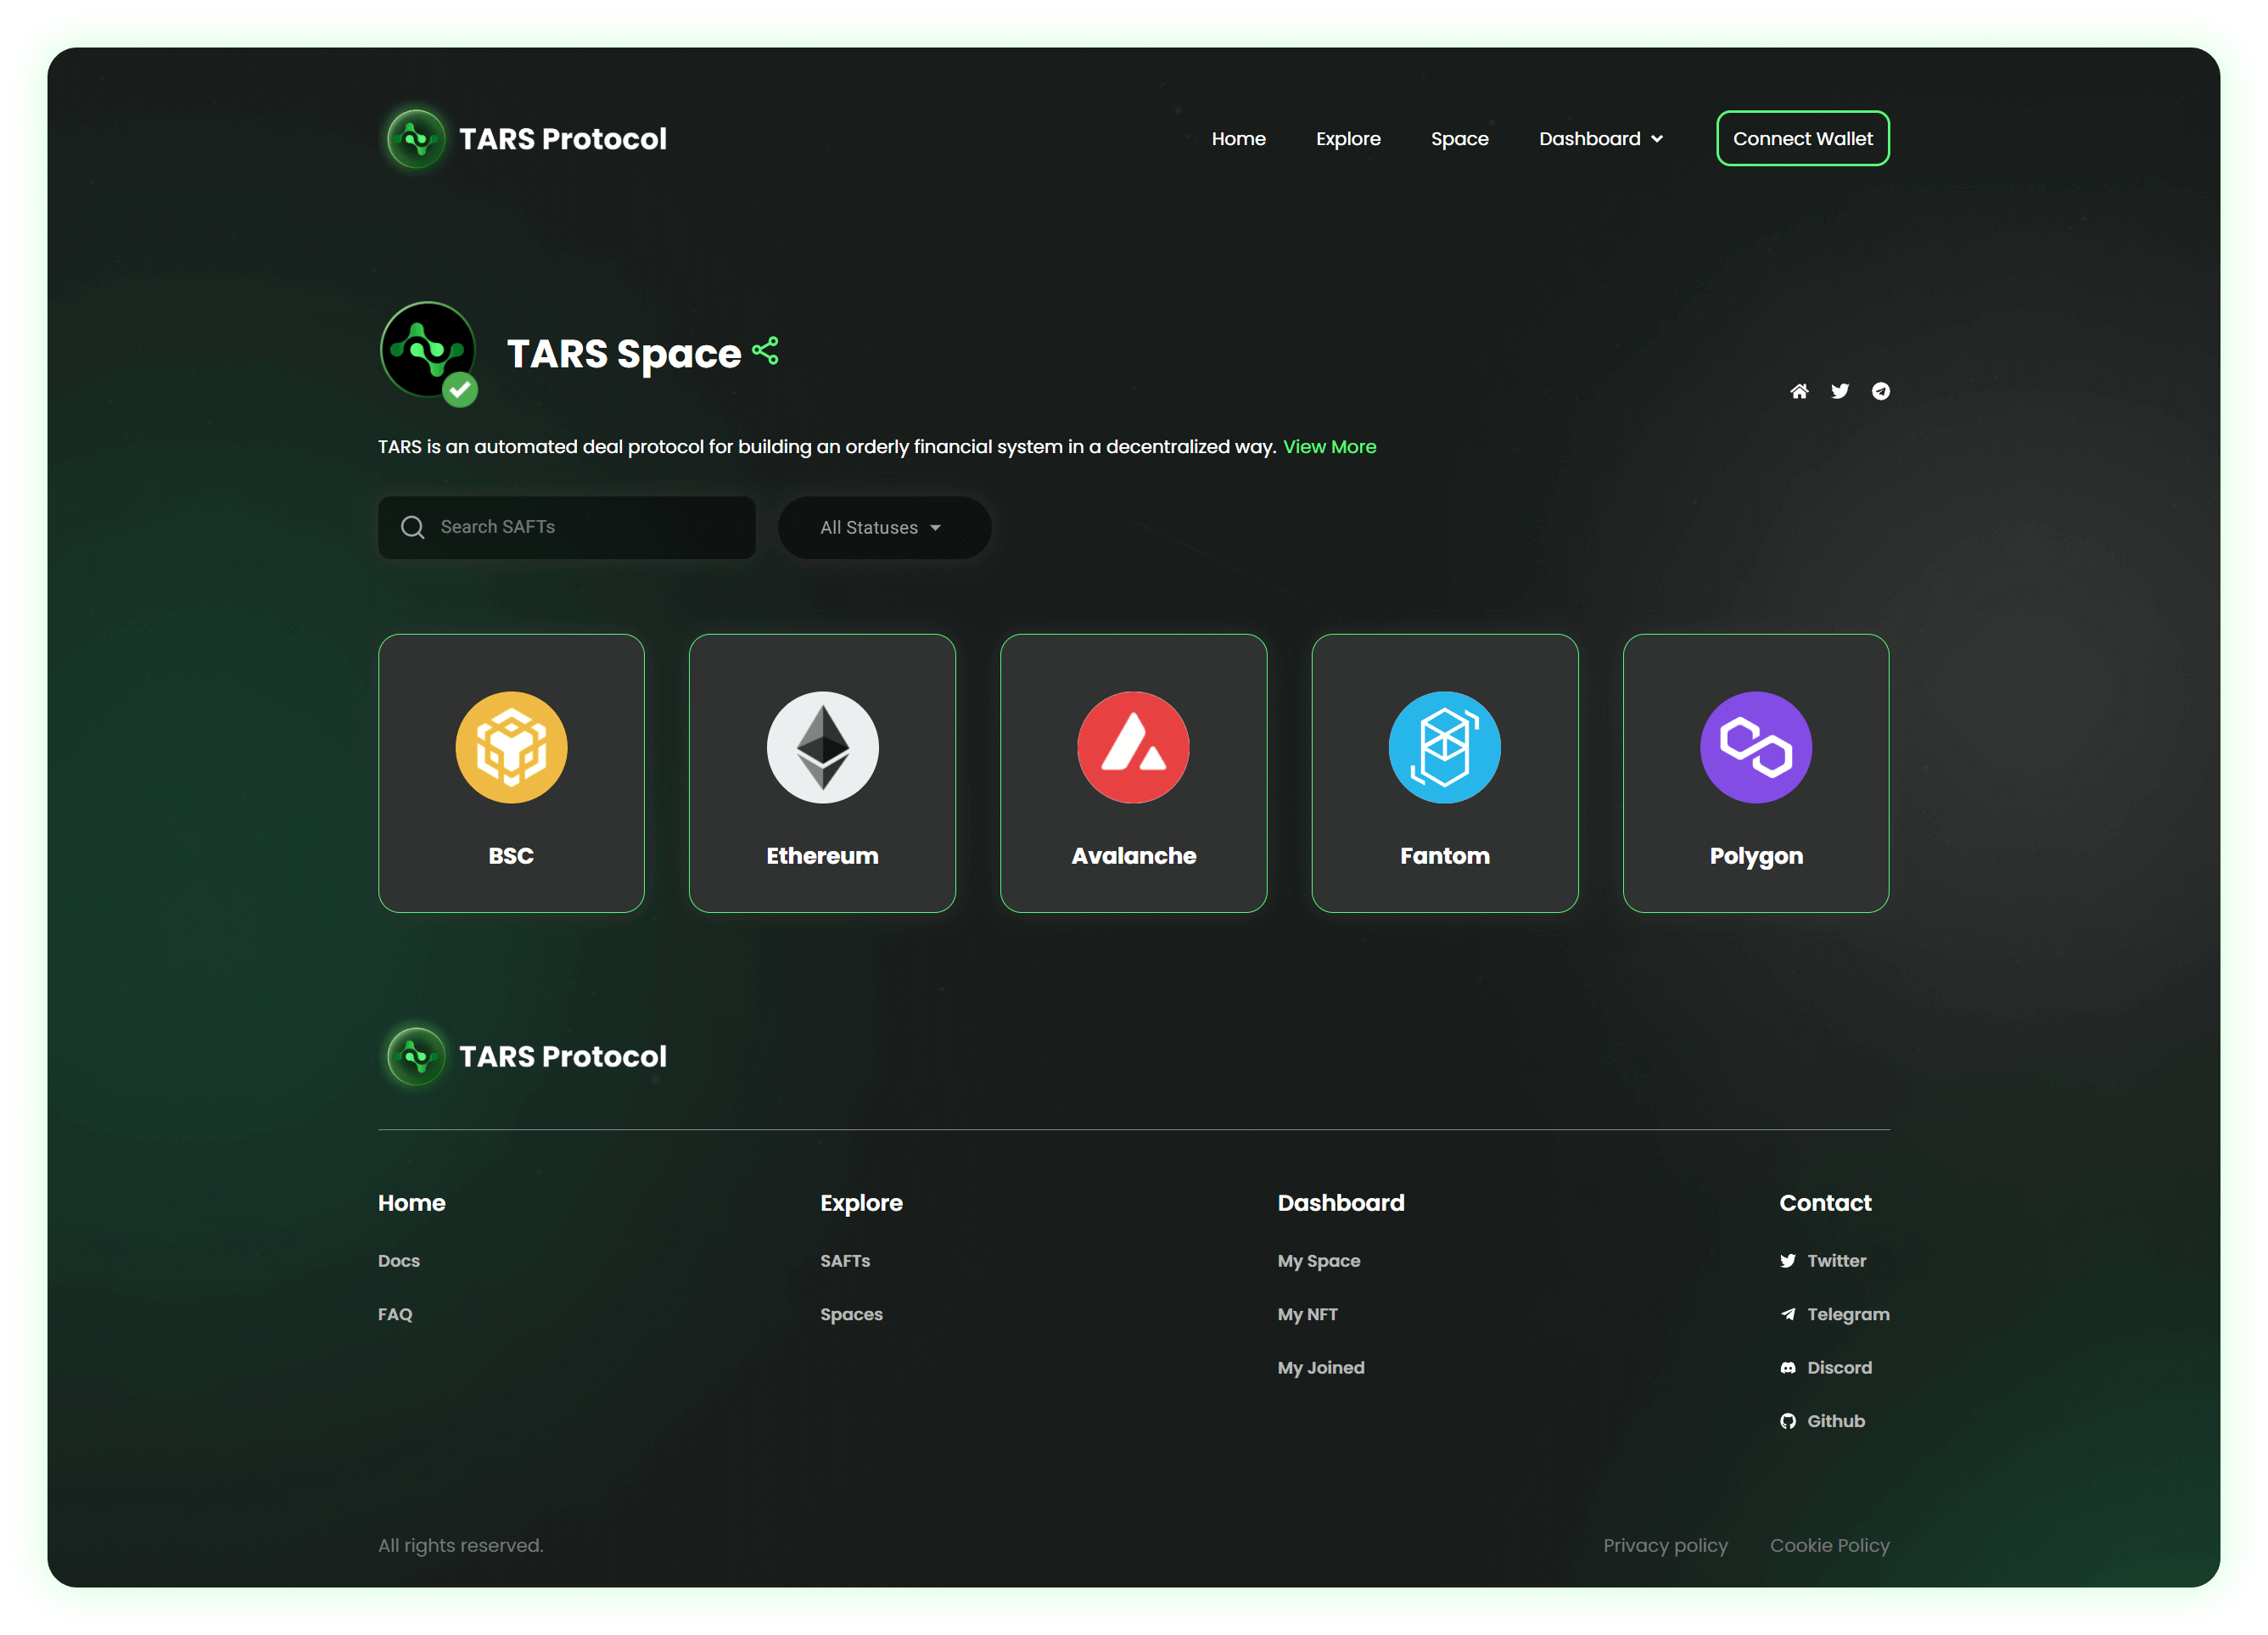 TARS Protocol
Home Explore Space Dashboard Connect Wallet
TARS Space
TARS is an automated deal protocol for building an orderly financial system in a decentralized way. View More
Search SAFTs All Statuses
BSC Ethereum Avalanche Fantom Polygon
TARS Protocol
Home Explore Dashboard Contact
Docs SAFTs My Space Twitter
FAQ Spaces My NFT Telegram
My Joined Discord
Github
All rights reserved. Privacy policy Cookie Policy